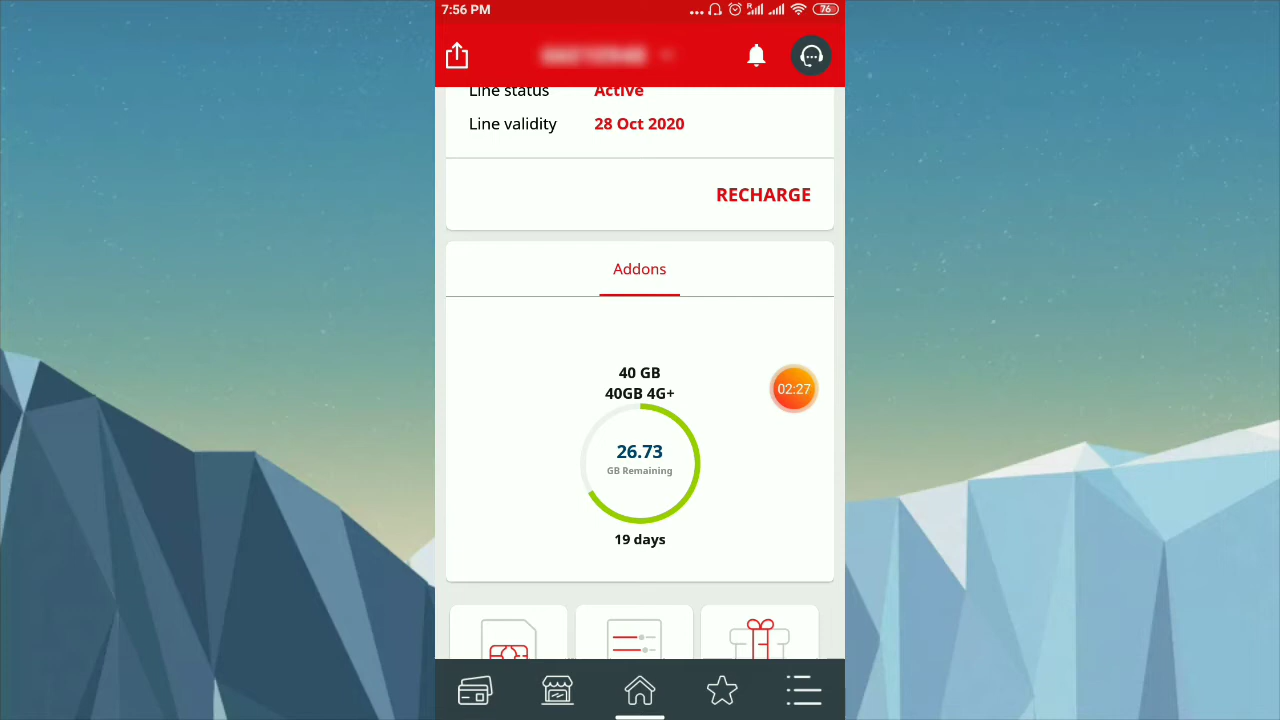 7:56 PM
R
76
Line status Active
Line validity 28 Oct 2020
RECHARGE
Addons
40 GB
40GB 4G+
02:27
26.73
GB Remaining
19 days